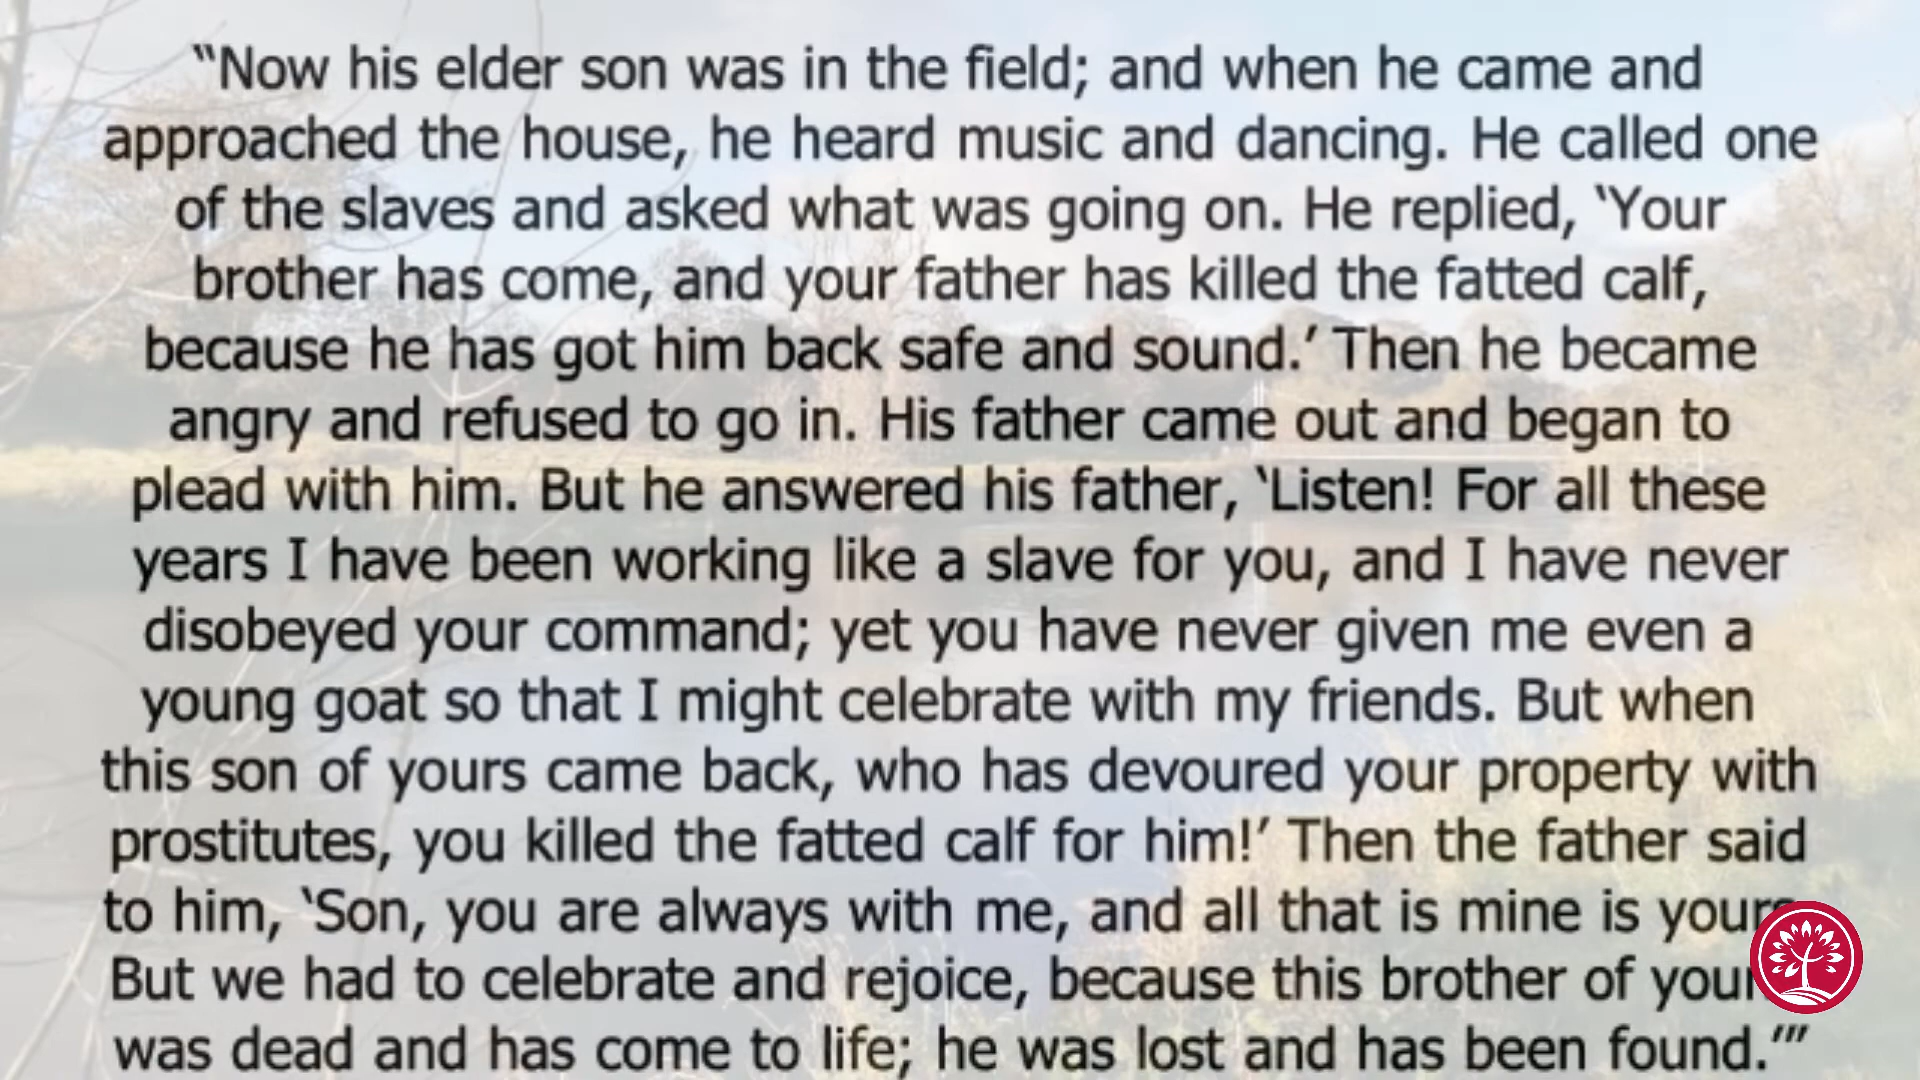 “Now his elder son was in the field; and when he came and
approached the house, he heard music and dancing. He called one
of the slaves and asked what was going on. He replied, ‘Your
brother has come, and your father has killed the fatted calf,
because he has got him back safe and sound.’ Then he became
angry and refused to go in. His father came out and began to
plead with him. But he answered his father, ‘Listen! For all these
years I have been working like a slave for you, and I have never
disobeyed your command; yet you have never given me even a
young goat so that I might celebrate with my friends. But when
this son of yours came back, who has devoured your property with
prostitutes, you killed the fatted calf for him!’ Then the father said
to him, ‘Son, you are always with me, and all that is mine is yours
But we had to celebrate and rejoice, because this brother of your
was dead and has come to life; he was lost and has been found.’”